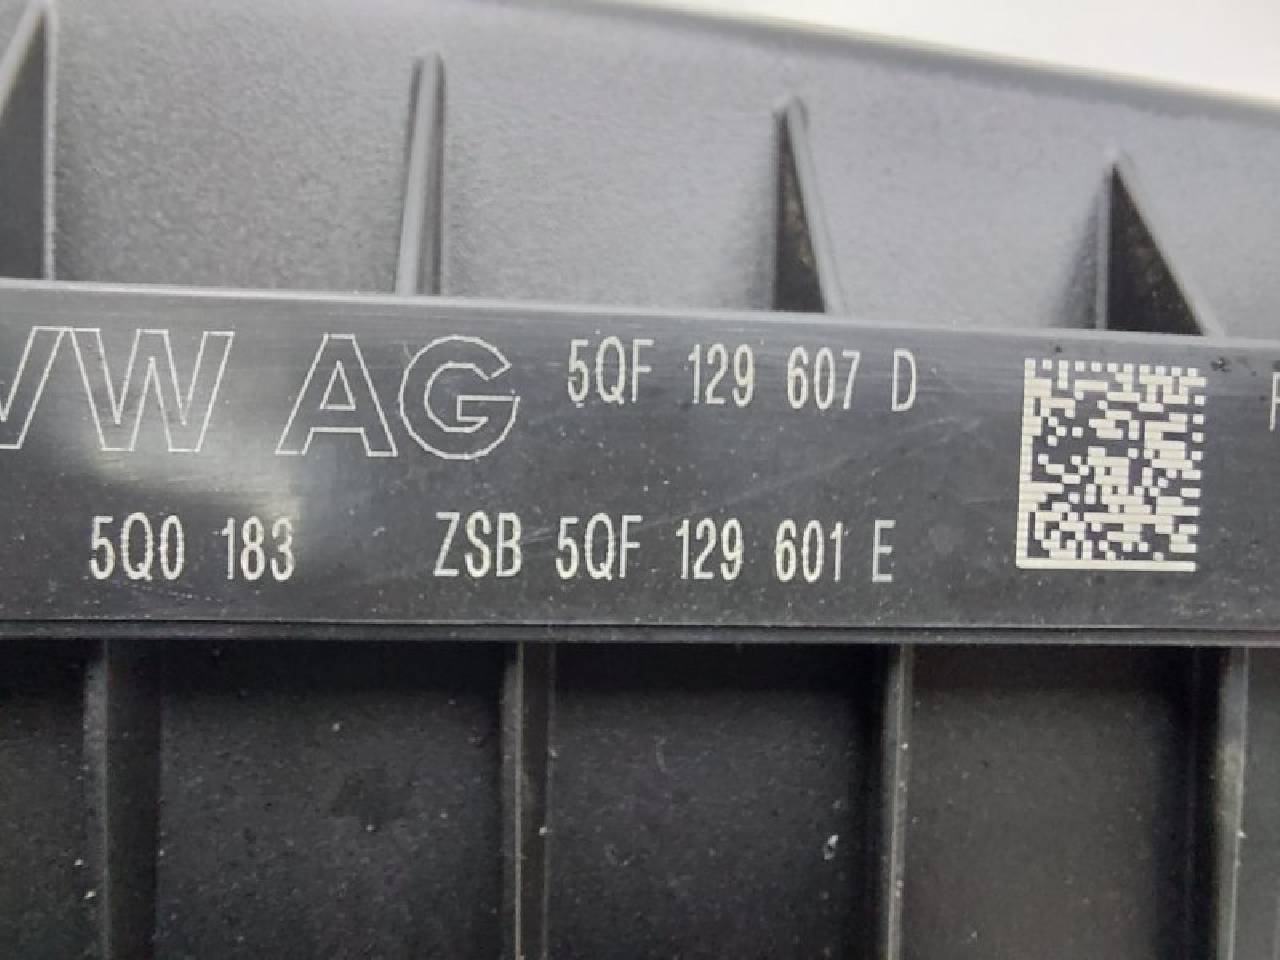 VW AG 5QF 129 607 D
5Q0 183 ZSB 5QF 129 601 E